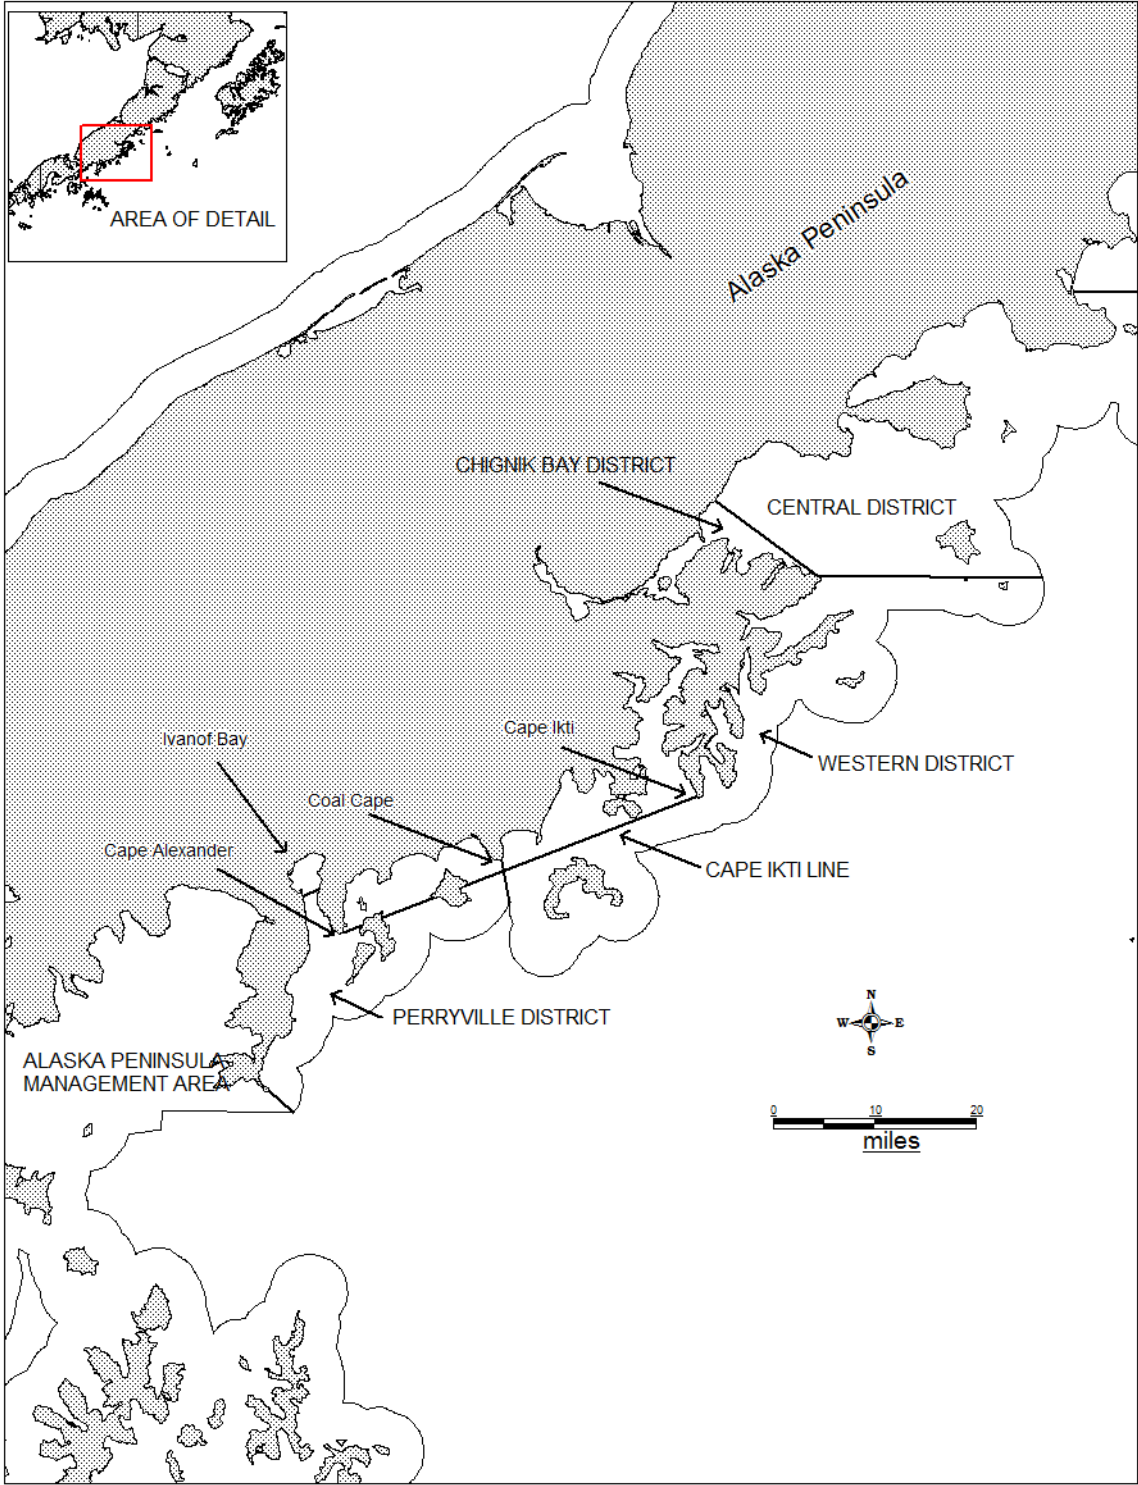 AREA OF DETAIL
Alaska Peninsula
CHIGNIK BAY DISTRICT
CENTRAL DISTRICT
Cape Ikti
Ivanof Bay
WESTERN DISTRICT
Coal Cape
Cape Alexander
CAPE IKTI LINE
N
W E
S
PERRYVILLE DISTRICT
ALASKA PENINSULA
MANAGEMENT AREA
0 10 20
miles